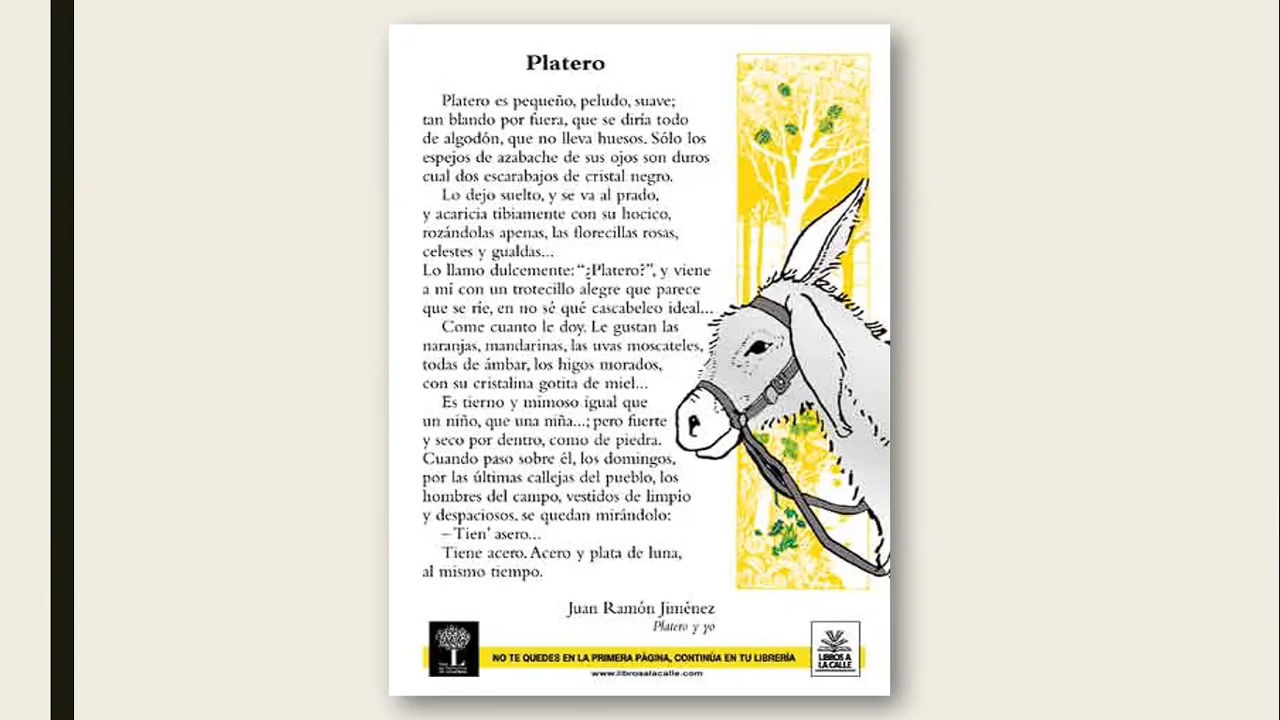 Platero
Platero es pequeño, peludo, suave;
tan blando por fuera, que se diría todo
de algodón, que no lleva huesos. Sólo los
espejos de azabache de sus ojos son duros
cual dos escarabajos de cristal negro.
Lo dejo suelto, y se va al prado,
y acaricia tibiamente con su hocico,
rozándolas apenas, las florecillas rosas,
celestes y gualdas...
Lo llamo dulcemente: “¿Platero?”, y viene
a mí con un trotecillo alegre que parece
que se ríe, en no sé qué cascabeleo ideal...
Come cuanto le doy. Le gustan las
naranjas, mandarinas, las uvas moscateles,
todas de ámbar, los higos morados,
con su cristalina gotita de miel...
Es tierno y mimoso igual que
un niño, que una niña...; pero fuerte
y seco por dentro, como de piedra.
Cuando paso sobre él, los domingos,
por las últimas callejas del pueblo, los
hombres del campo, vestidos de limpio
y despaciosos, se quedan mirándolo:
– Tien’ asero...
Tiene acero. Acero y plata de luna,
al mismo tiempo.
Juan Ramón Jiménez
Platero y yo
NO TE QUEDES EN LA PRIMERA PÁGINA, CONTINÚA EN TU LIBRERÍA
www.librosalacalle.com
L
LIBROS A
LA CALLE